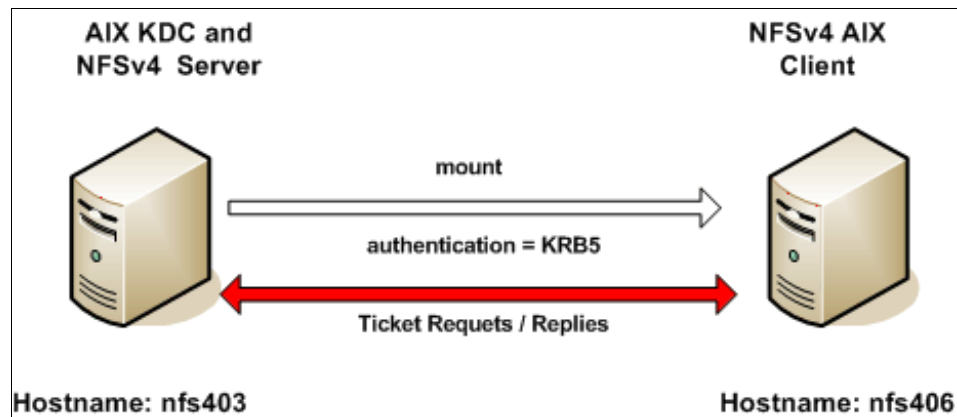 AIX KDC and
NFSv4 Server
NFSv4 AIX
Client
mount
authentication = KRB5
Ticket Requets / Replies
Hostname: nfs403
Hostname: nfs406